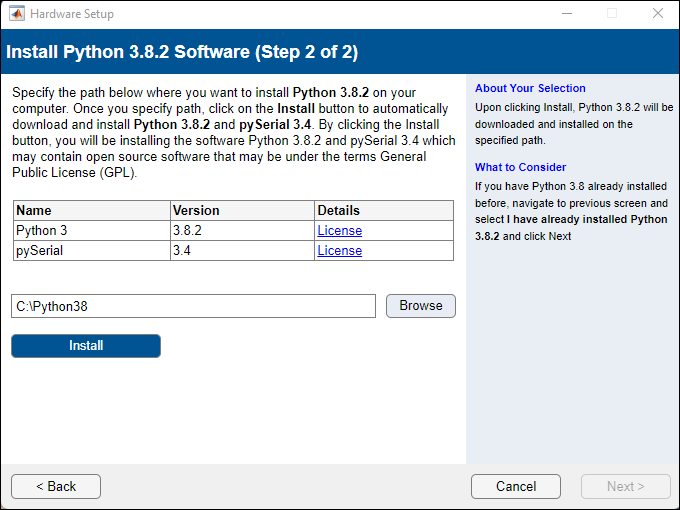 Hardware Setup
Install Python 3.8.2 Software (Step 2 of 2)
Specify the path below where you want to install Python 3.8.2 on your
computer. Once you specify path, click on the Install button to automatically
download and install Python 3.8.2 and pySerial 3.4. By clicking the Install
button, you will be installing the software Python 3.8.2 and pySerial 3.4 which
may contain open source software that may be under the terms General
Public License (GPL).
Name Version Details
Python 3 3.8.2 License
pySerial 3.4 License
C:\Python38 Browse
Install
About Your Selection
Upon clicking Install, Python 3.8.2 will be
downloaded and installed on the
specified path.
What to Consider
If you have Python 3.8 already installed
before, navigate to previous screen and
select I have already installed Python
3.8.2 and click Next
< Back Cancel Next >